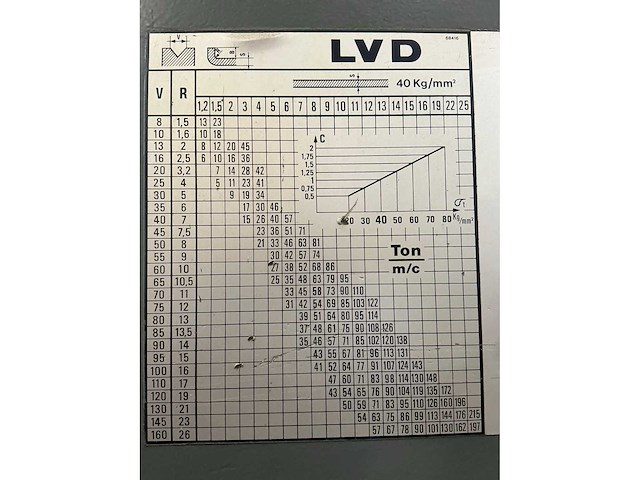 LVD
B8416
V
B
S
S
40 Kg/mm²
V R 1,2 1,5 2 3 4 5 6 7 8 9 10 11 12 22 25
8 1,5 13 23
10 1,6 10 18
13 2 8 12 20 45
16 2,5 6 10 16 36
20 3,2 7 14 28 42
25 4 5 11 23 41
30 5 9 19 34
35 6 17 30 46
40 7 15 26 40 57
45 7,5 23 36 51 71
50 8 21 33 46 63 81
55 9 30 42 57 74
60 10 27 38 52 68 86
65 10,5 25 35 48 63 79 95
70 11 33 45 58 73 90 110
75 12 31 42 54 69 85 103 122
80 13 39 51 64 80 95 114
85 13,5 37 48 61 75 90 108 126
90 14 35 46 57 71 85 102 120 138
95 15 43 55 67 81 96 113 131
100 16 41 52 64 77 91 107 124 143
110 17 47 60 71 83 98 114 130 148
120 19 43 54 65 76 90 104 119 135 172
130 21 50 59 71 83 95 110 126 160 196
145 23 54 63 75 86 99 113 144 176 215
160 26 57 67 78 90 101 130 162 197
C
2
1,75
1,5
1,25
1
0,75
0,5
20 30 40 50 60 70 80
Kg/mm²
Ton
m/c